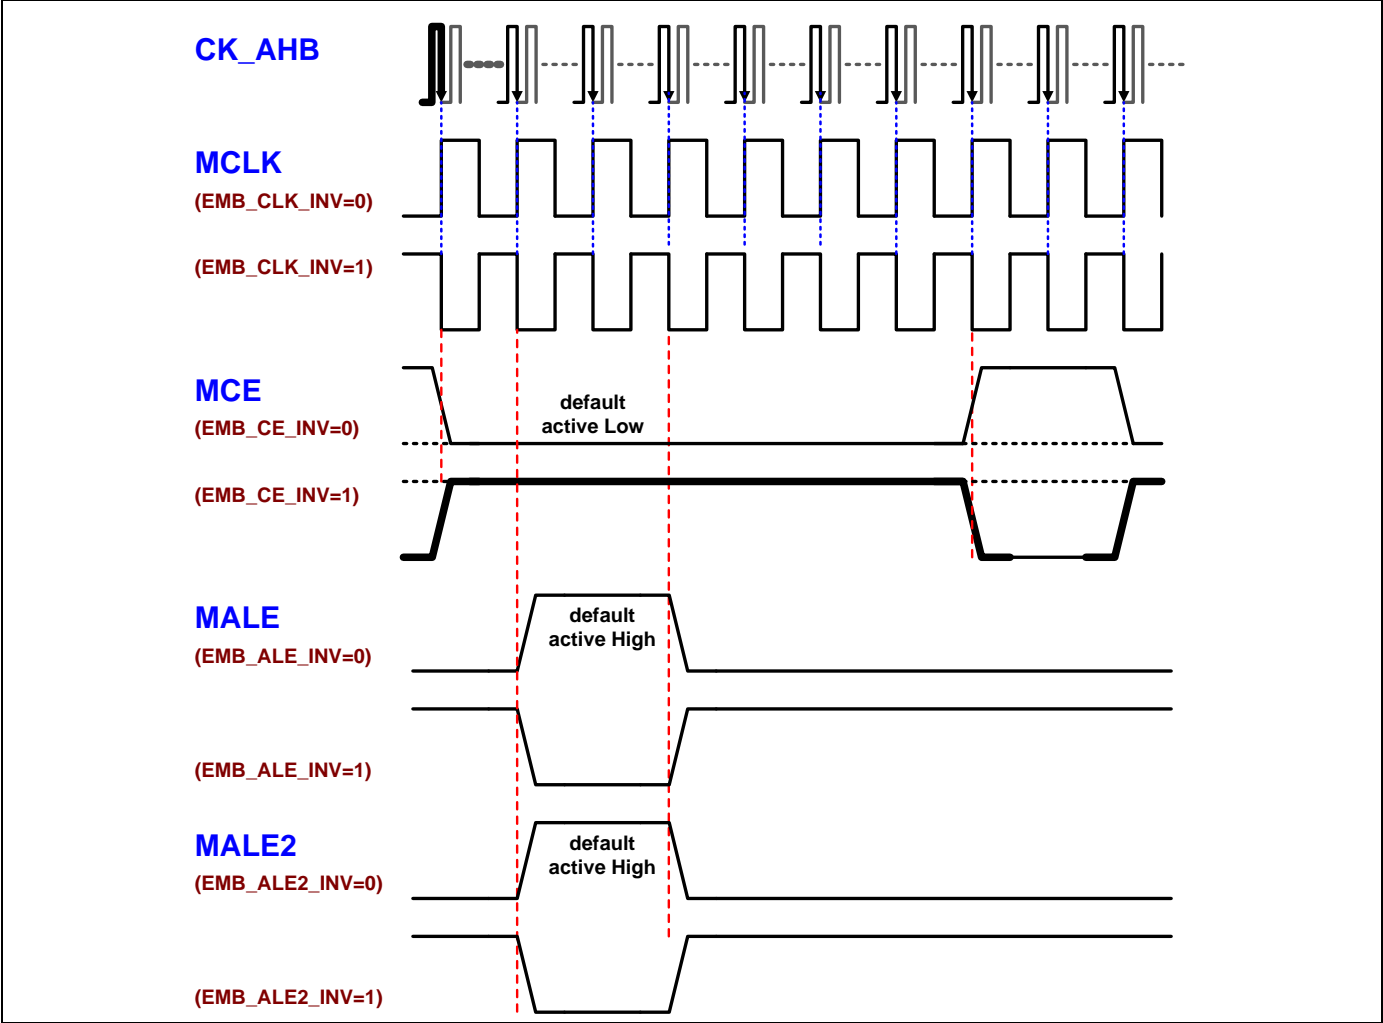 CK_AHB
MCLK
(EMB_CLK_INV=0)
(EMB_CLK_INV=1)
MCE
(EMB_CE_INV=0)
default
active Low
(EMB_CE_INV=1)
MALE
(EMB_ALE_INV=0)
default
active High
(EMB_ALE_INV=1)
MALE2
(EMB_ALE2_INV=0)
default
active High
(EMB_ALE2_INV=1)